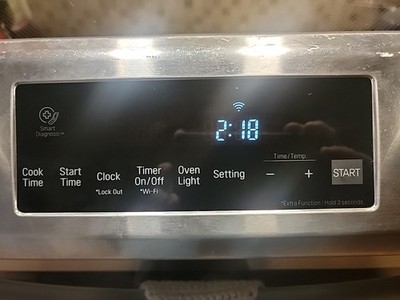 2:18
Smart
Diagnosis™
Time/Temp.
Cook
Time
Start
Time
Clock
*Lock Out
Timer
On/Off
*Wi-Fi
Oven
Light
Setting
−
+
START
*Extra Function : Hold 3 seconds